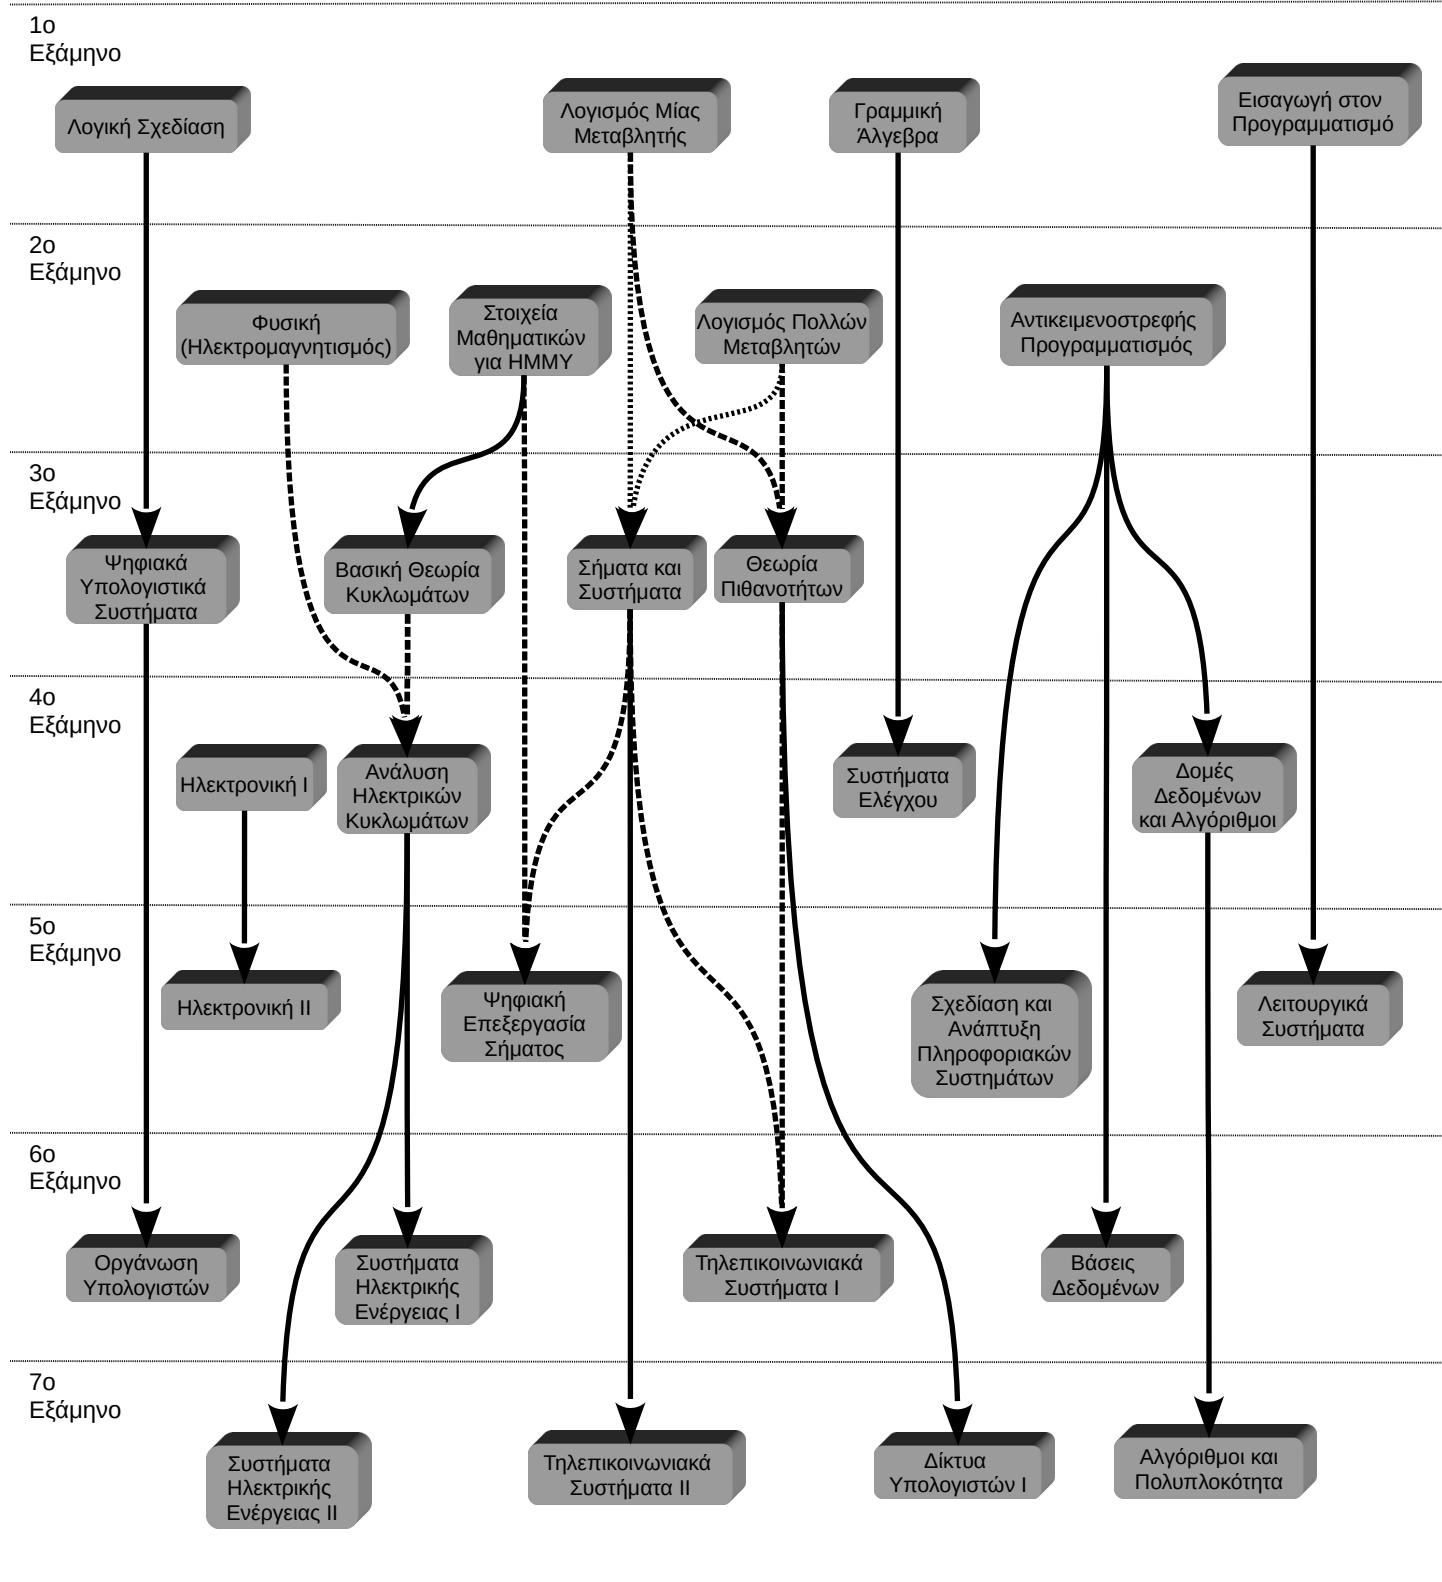 1ο
Εξάμηνο
Λογική Σχεδίαση
Λογισμός Μίας
Μεταβλητής
Γραμμική
Άλγεβρα
Εισαγωγή στον
Προγραμματισμό
2ο
Εξάμηνο
Φυσική
(Ηλεκτρομαγνητισμός)
Στοιχεία
Μαθηματικών
για ΗΜΜΥ
Λογισμός Πολλών
Μεταβλητών
Αντικειμενοστρεφής
Προγραμματισμός
3ο
Εξάμηνο
Ψηφιακά
Υπολογιστικά
Συστήματα
Βασική Θεωρία
Κυκλωμάτων
Σήματα και
Συστήματα
Θεωρία
Πιθανοτήτων
4ο
Εξάμηνο
Ηλεκτρονική Ι
Ανάλυση
Ηλεκτρικών
Κυκλωμάτων
Συστήματα
Ελέγχου
Δομές
Δεδομένων
και Αλγόριθμοι
5ο
Εξάμηνο
Ηλεκτρονική ΙΙ
Ψηφιακή
Επεξεργασία
Σήματος
Σχεδίαση και
Ανάπτυξη
Πληροφοριακών
Συστημάτων
Λειτουργικά
Συστήματα
6ο
Εξάμηνο
Οργάνωση
Υπολογιστών
Συστήματα
Ηλεκτρικής
Ενέργειας Ι
Τηλεπικοινωνιακά
Συστήματα Ι
Βάσεις
Δεδομένων
7ο
Εξάμηνο
Συστήματα
Ηλεκτρικής
Ενέργειας ΙΙ
Τηλεπικοινωνιακά
Συστήματα ΙΙ
Δίκτυα
Υπολογιστών Ι
Αλγόριθμοι και
Πολυπλοκότητα